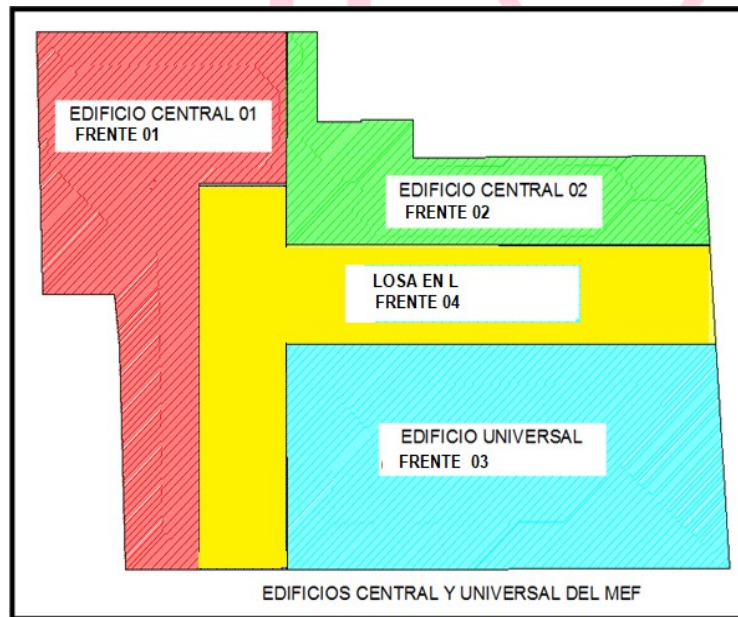 EDIFICIO CENTRAL 01
FRENTE 01
EDIFICIO CENTRAL 02
FRENTE 02
LOSA EN L
FRENTE 04
EDIFICIO UNIVERSAL
FRENTE 03
EDIFICIOS CENTRAL Y UNIVERSAL DEL MEF